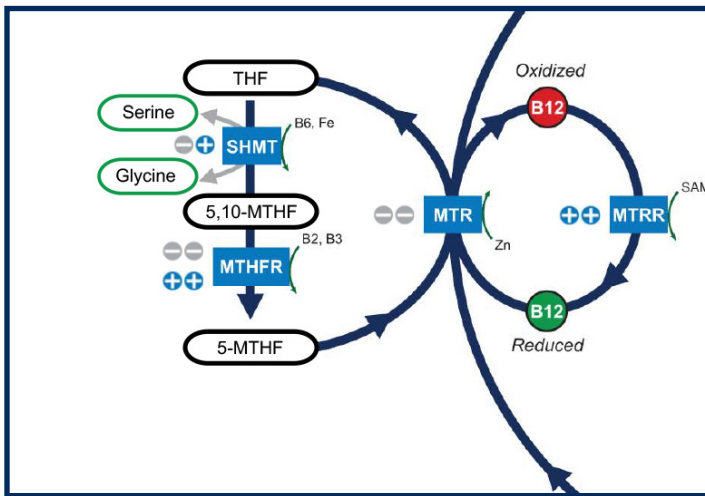 THF
Oxidized
Serine
B12
B6, Fe
SHMT
Glycine
SAM
5,10-MTHF
MTR
MTRR
B2, B3
Zn
MTHFR
B12
5-MTHF
Reduced